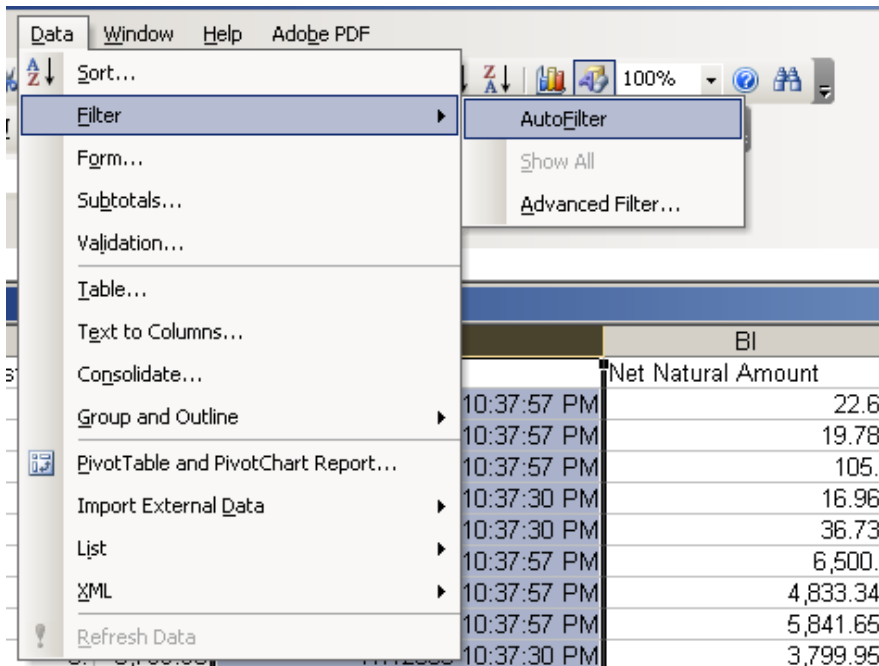 Data Window Help Adobe PDF
Sort...
100%
Filter
AutoFilter
Form...
Show All
Subtotals...
Advanced Filter...
Validation...
Table...
Text to Columns...
BI
Consolidate...
Net Natural Amount
Group and Outline
10:37:57 PM 22.6
10:37:57 PM 19.78
PivotTable and PivotChart Report...
10:37:57 PM 105.
Import External Data
10:37:30 PM 16.96
10:37:30 PM 36.73
List
10:37:57 PM 6,500.
XML
10:37:57 PM 4,833.34
Refresh Data
10:37:57 PM 5,841.65
10:37:30 PM 3,799.95